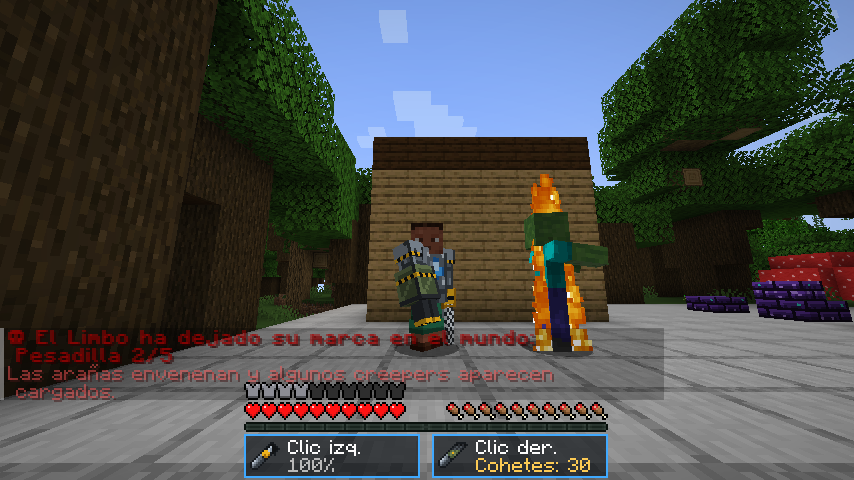 ☠ El Limbo ha dejado su marca en el mundo.
Pesadilla 2/5
Las arañas envenenan y algunos creepers aparecen
cargados.
Clic izq.
100%
Clic der.
Cohetes: 30